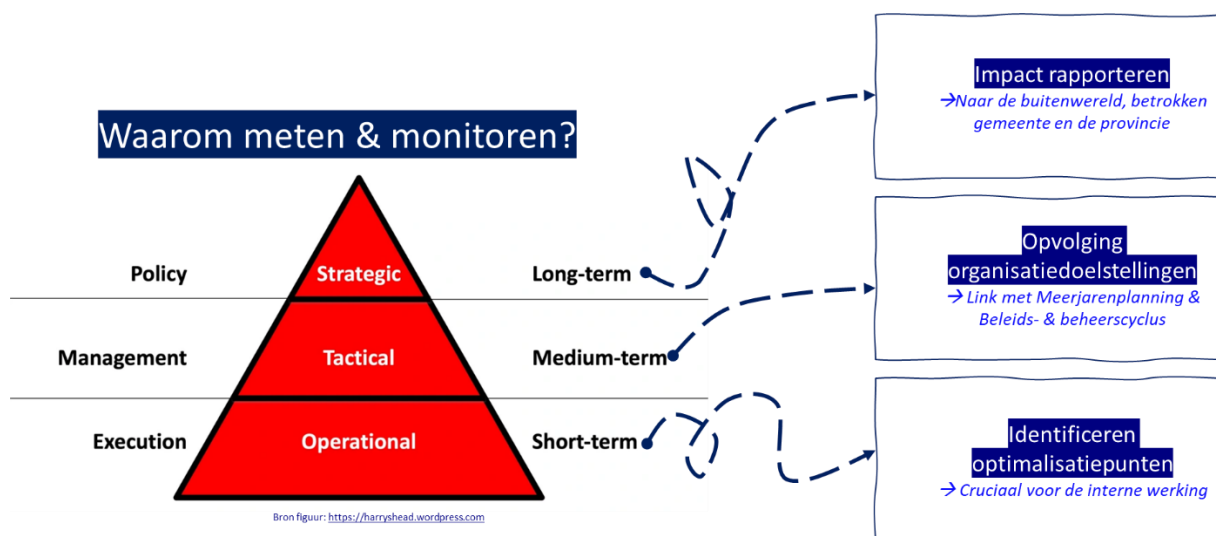 Waarom meten & monitoren?
Policy
Strategic
Long-term
Management
Tactical
Medium-term
Execution
Operational
Short-term
Bron figuur: https://harryshead.wordpress.com
Impact rapporteren
→Naar de buitenwereld, betrokken
gemeente en de provincie
Opvolging
organisatiedoelstellingen
→ Link met Meerjarenplanning &
Beleids- & beheerscyclus
Identificeren
optimalisatiepunten
→ Cruciaal voor de interne werking